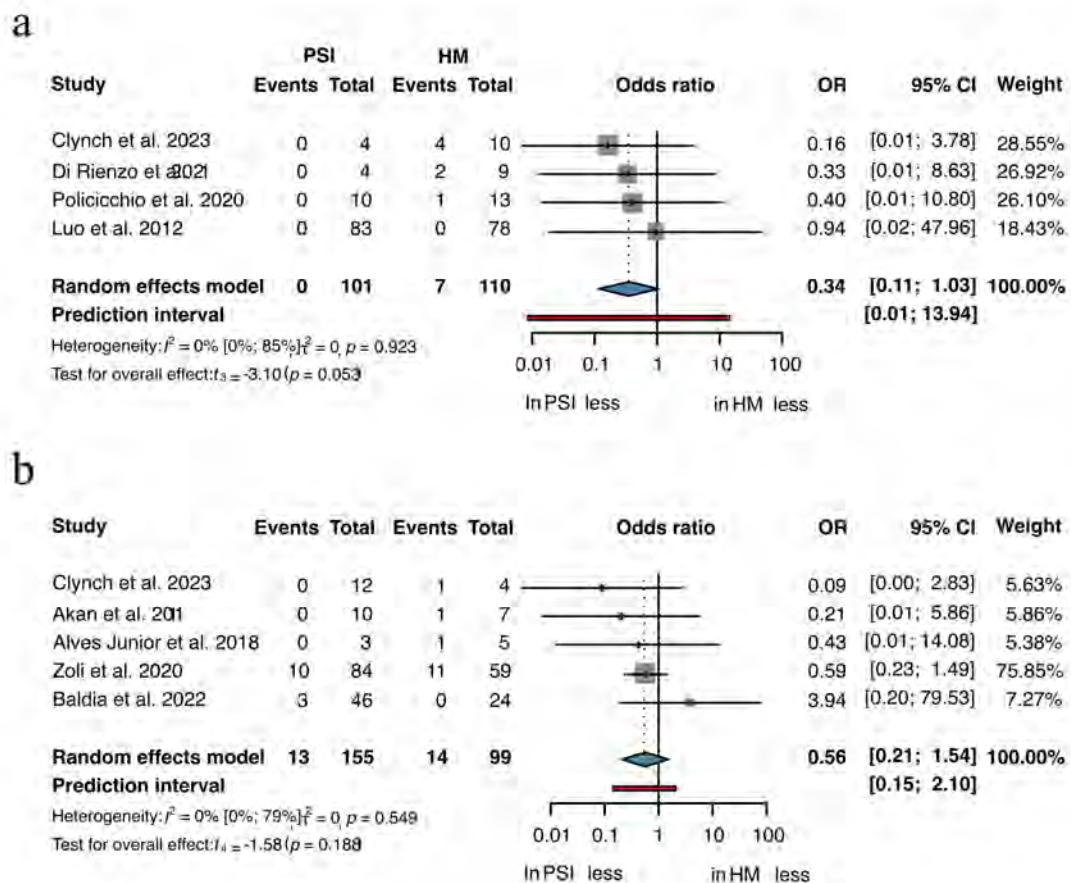 a
PSI HM
Study Events Total Events Total Odds ratio OR 95% CI Weight
Clynch et al. 2023 0 4 4 10 0.16 [0.01; 3.78] 28.55%
Di Rienzo et 0 4 2 9 0.33 [0.01; 8.63] 26.92%
Policicchio et al. 2020 0 10 1 13 0.40 [0.01; 10.80] 26.10%
Luo et al. 2012 0 83 0 78 0.94 [0.02; 47.96] 18.43%
Random effects model 0 101 7 110 0.34 [0.11; 1.03] 100.00%
Prediction interval [0.01; 13.94]
Heterogeneity: I² = 0% [0%; 85%], τ² = 0, p = 0.923
0.01 0.1 1 10 100
Test for overall effect: t₃ = -3.10 (p = 0.053
In PSI less in HM less
b
Study Events Total Events Total Odds ratio OR 95% CI Weight
Clynch et al. 2023 0 12 1 4 0.09 [0.00; 2.83] 5.63%
Akan et al. 0 10 1 7 0.21 [0.01; 5.86] 5.86%
Alves Junior et al. 2018 0 3 1 5 0.43 [0.01; 14.08] 5.38%
Zoli et al. 2020 10 84 11 59 0.59 [0.23; 1.49] 75.85%
Baldia et al. 2022 3 46 0 24 3.94 [0.20; 79.53] 7.27%
Random effects model 13 155 14 99 0.56 [0.21; 1.54] 100.00%
Prediction interval [0.15; 2.10]
Heterogeneity: I² = 0% [0%; 79%], τ² = 0, p = 0.549
0.01 0.1 1 10 100
Test for overall effect: t₄ = -1.58 (p = 0.188
In PSI less in HM less